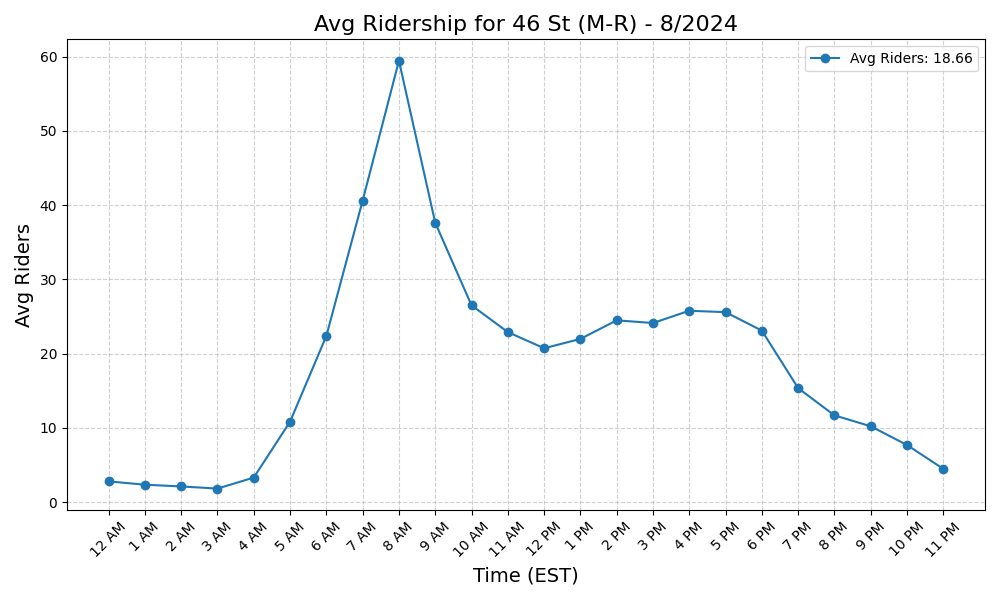 Avg Ridership for 46 St (M-R) - 8/2024
Avg Riders: 18.66
Avg Riders
60
50
40
30
20
10
0
12 AM
1 AM
2 AM
3 AM
4 AM
5 AM
6 AM
7 AM
8 AM
9 AM
10 AM
11 AM
12 PM
1 PM
2 PM
3 PM
4 PM
5 PM
6 PM
7 PM
8 PM
9 PM
10 PM
11 PM
Time (EST)